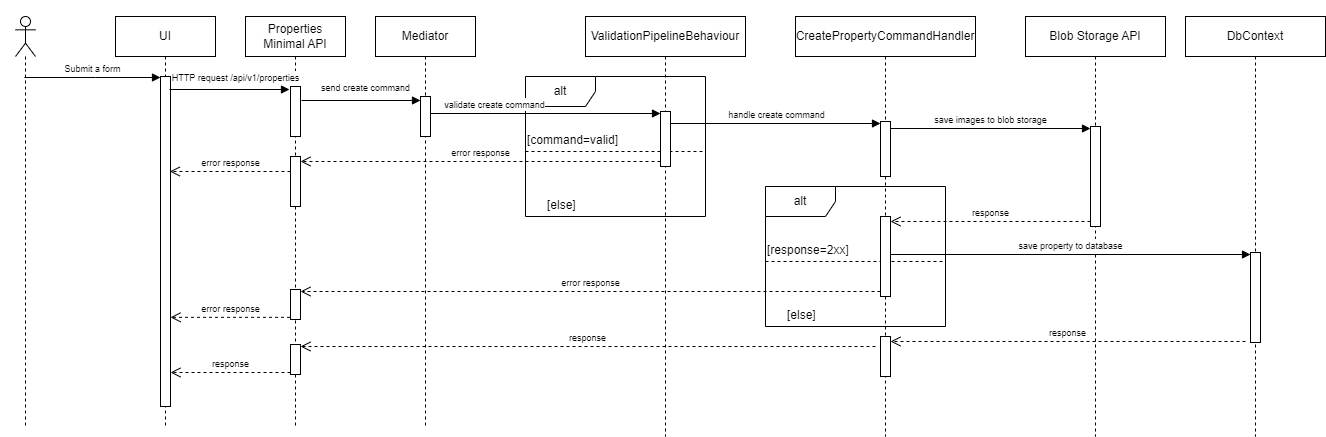 UI
Properties
Minimal API
Mediator
ValidationPipelineBehaviour
CreatePropertyCommandHandler
Blob Storage API
DbContext
Submit a form
HTTP request /api/v1/properties
send create command
alt
validate create command
handle create command
save images to blob storage
[command=valid]
error response
error response
[else]
alt
response
[response=2xx]
save property to database
error response
error response
[else]
response
response
response